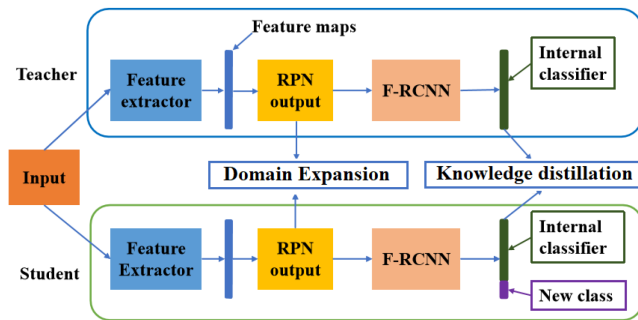 Feature maps
Teacher
Feature
extractor
RPN
output
F-RCNN
Internal
classifier
Input
Domain Expansion
Knowledge distillation
Student
Feature
Extractor
RPN
output
F-RCNN
Internal
classifier
New class